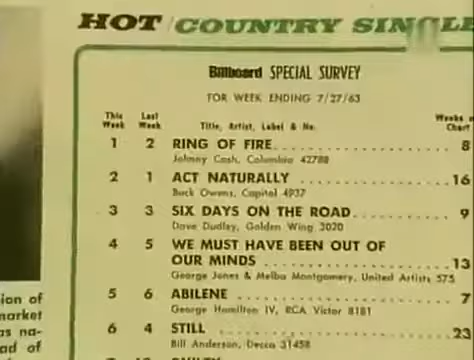 HOT COUNTRY SINGLE
Billboard SPECIAL SURVEY
FOR WEEK ENDING 7/27/63
This Week Last Week Title, Artist, Label & No. Weeks Chart
1 2 RING OF FIRE 8
Johnny Cash, Columbia 42788
2 1 ACT NATURALLY 16
Buck Owens, Capitol 4937
3 3 SIX DAYS ON THE ROAD 9
Dave Dudley, Golden Wing 3020
4 5 WE MUST HAVE BEEN OUT OF
OUR MINDS 13
George Jones & Melba Montgomery, United Artists 575
5 6 ABILENE 7
George Hamilton IV, RCA Victor 8181
6 4 STILL 23
Bill Anderson, Decca 31458
ion of
market
as na-
ad of